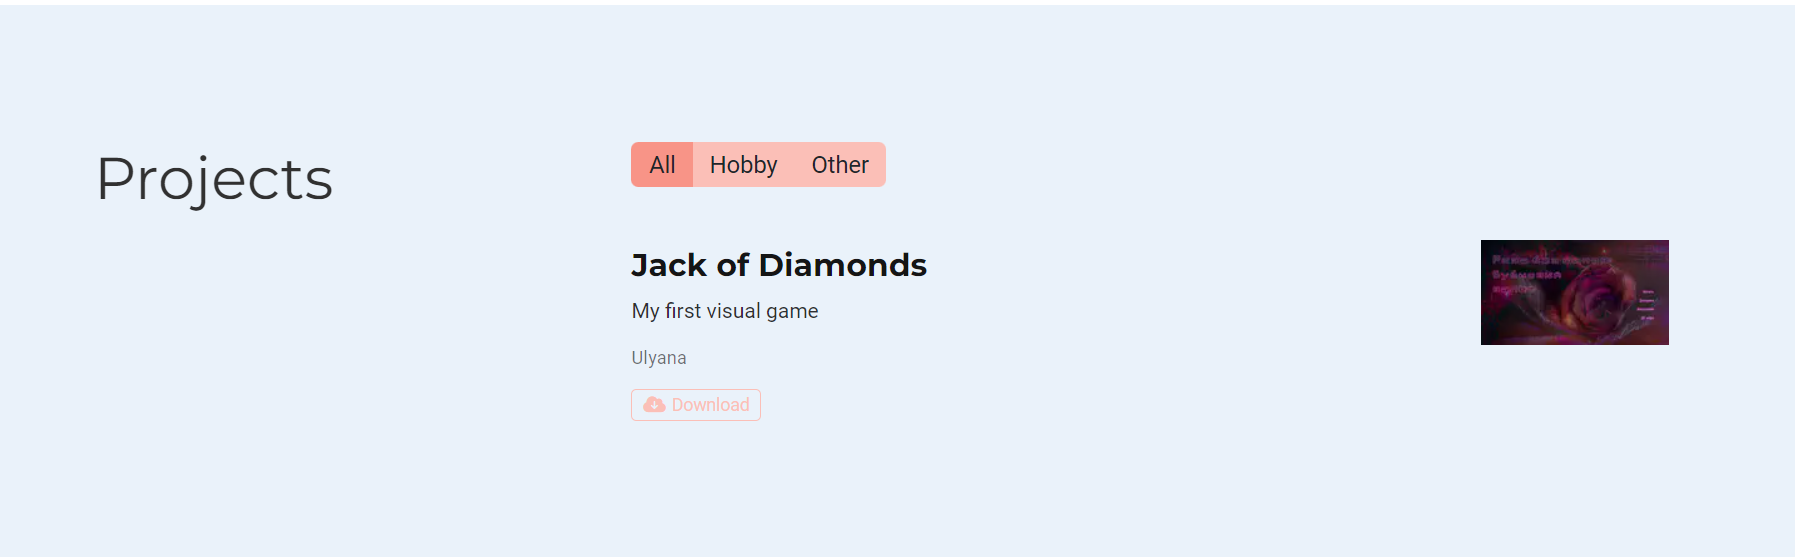 Projects
All Hobby Other
Jack of Diamonds
My first visual game
Ulyana
Download